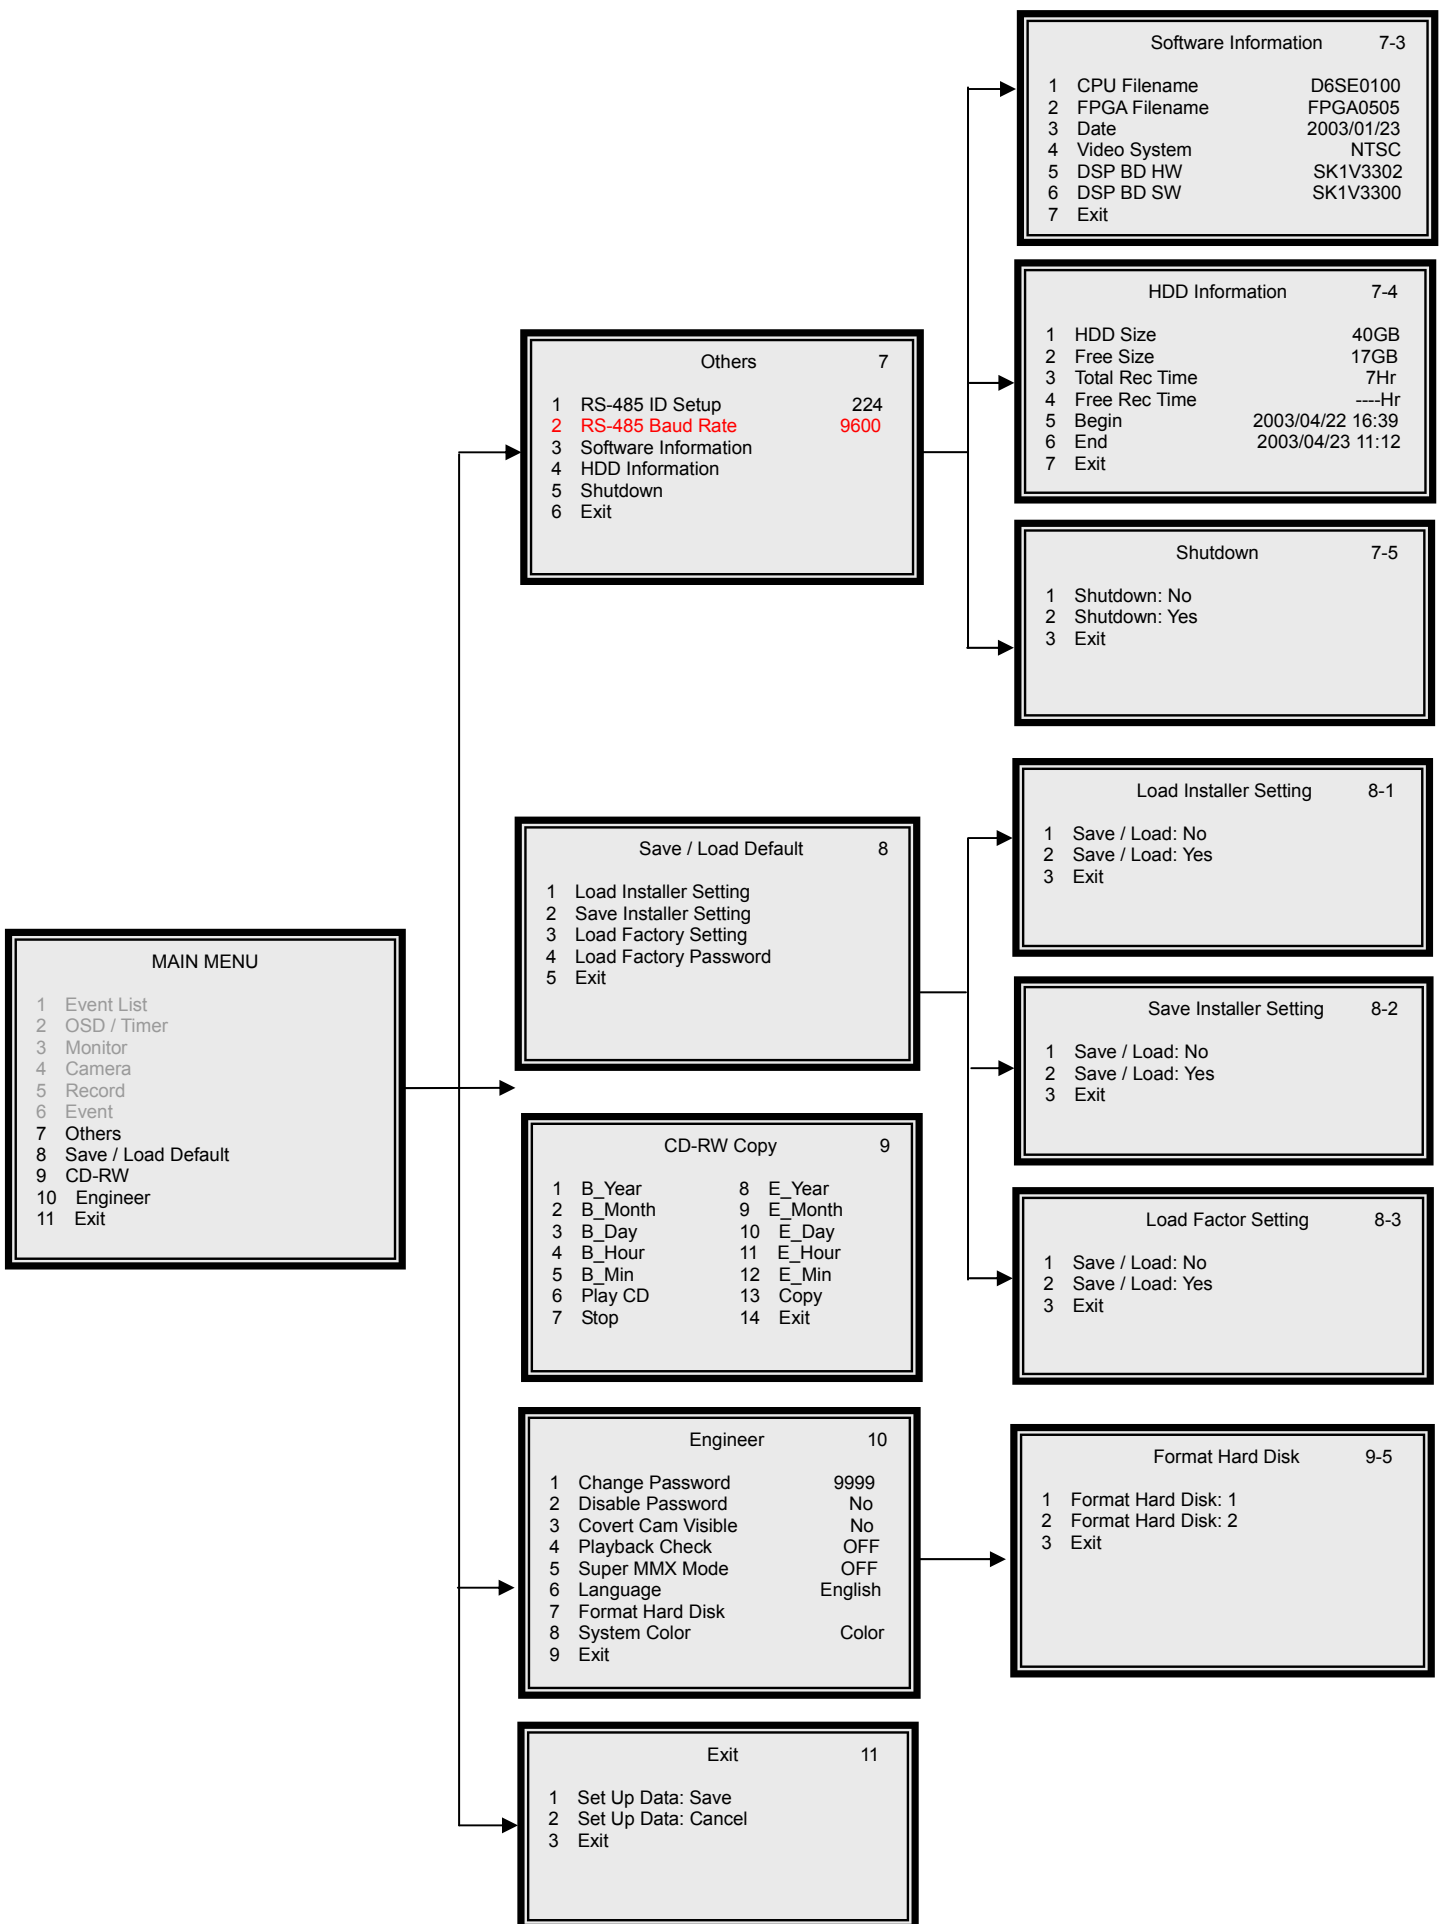 Software Information 7-3
1 CPU Filename D6SE0100
2 FPGA Filename FPGA0505
3 Date 2003/01/23
4 Video System NTSC
5 DSP BD HW SK1V3302
6 DSP BD SW SK1V3300
7 Exit
HDD Information 7-4
1 HDD Size 40GB
2 Free Size 17GB
3 Total Rec Time 7Hr
4 Free Rec Time ----Hr
5 Begin 2003/04/22 16:39
6 End 2003/04/23 11:12
7 Exit
Others 7
1 RS-485 ID Setup 224
2 RS-485 Baud Rate 9600
3 Software Information
4 HDD Information
5 Shutdown
6 Exit
Shutdown 7-5
1 Shutdown: No
2 Shutdown: Yes
3 Exit
Load Installer Setting 8-1
1 Save / Load: No
2 Save / Load: Yes
3 Exit
Save / Load Default 8
1 Load Installer Setting
2 Save Installer Setting
3 Load Factory Setting
4 Load Factory Password
5 Exit
MAIN MENU
1 Event List
2 OSD / Timer
3 Monitor
4 Camera
5 Record
6 Event
7 Others
8 Save / Load Default
9 CD-RW
10 Engineer
11 Exit
Save Installer Setting 8-2
1 Save / Load: No
2 Save / Load: Yes
3 Exit
CD-RW Copy 9
1 B_Year 8 E_Year
2 B_Month 9 E_Month
3 B_Day 10 E_Day
4 B_Hour 11 E_Hour
5 B_Min 12 E_Min
6 Play CD 13 Copy
7 Stop 14 Exit
Load Factor Setting 8-3
1 Save / Load: No
2 Save / Load: Yes
3 Exit
Engineer 10
1 Change Password 9999
2 Disable Password No
3 Covert Cam Visible No
4 Playback Check OFF
5 Super MMX Mode OFF
6 Language English
7 Format Hard Disk
8 System Color Color
9 Exit
Format Hard Disk 9-5
1 Format Hard Disk: 1
2 Format Hard Disk: 2
3 Exit
Exit 11
1 Set Up Data: Save
2 Set Up Data: Cancel
3 Exit